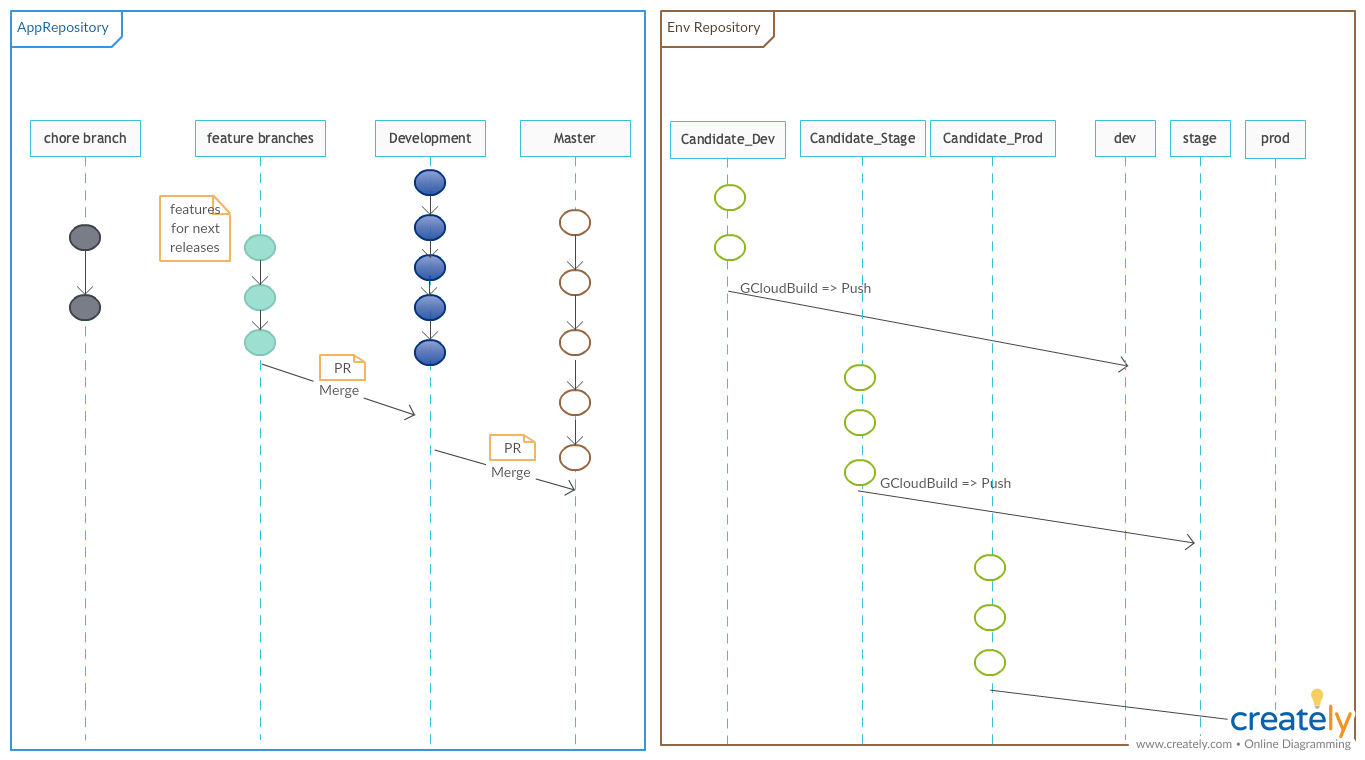 AppRepository
Env Repository
chore branch
feature branches
Development
Master
Candidate_Dev
Candidate_Stage
Candidate_Prod
dev
stage
prod
features
for next
releases
GCloudBuild => Push
PR
Merge
PR
Merge
GCloudBuild => Push
creately
www.creately.com • Online Diagramming